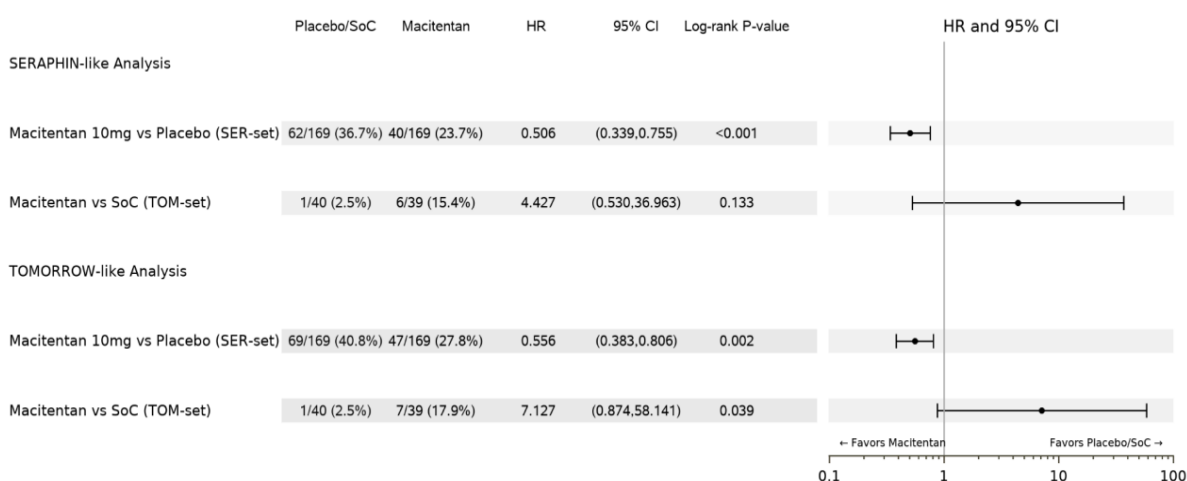 Placebo/SoC Macitentan HR 95% CI Log-rank P-value HR and 95% CI
SERAPHIN-like Analysis
Macitentan 10mg vs Placebo (SER-set) 62/169 (36.7%) 40/169 (23.7%) 0.506 (0.339,0.755) <0.001
Macitentan vs SoC (TOM-set) 1/40 (2.5%) 6/39 (15.4%) 4.427 (0.530,36.963) 0.133
TOMORROW-like Analysis
Macitentan 10mg vs Placebo (SER-set) 69/169 (40.8%) 47/169 (27.8%) 0.556 (0.383,0.806) 0.002
Macitentan vs SoC (TOM-set) 1/40 (2.5%) 7/39 (17.9%) 7.127 (0.874,58.141) 0.039
← Favors Macitentan Favors Placebo/SoC →
0.1 1 10 100